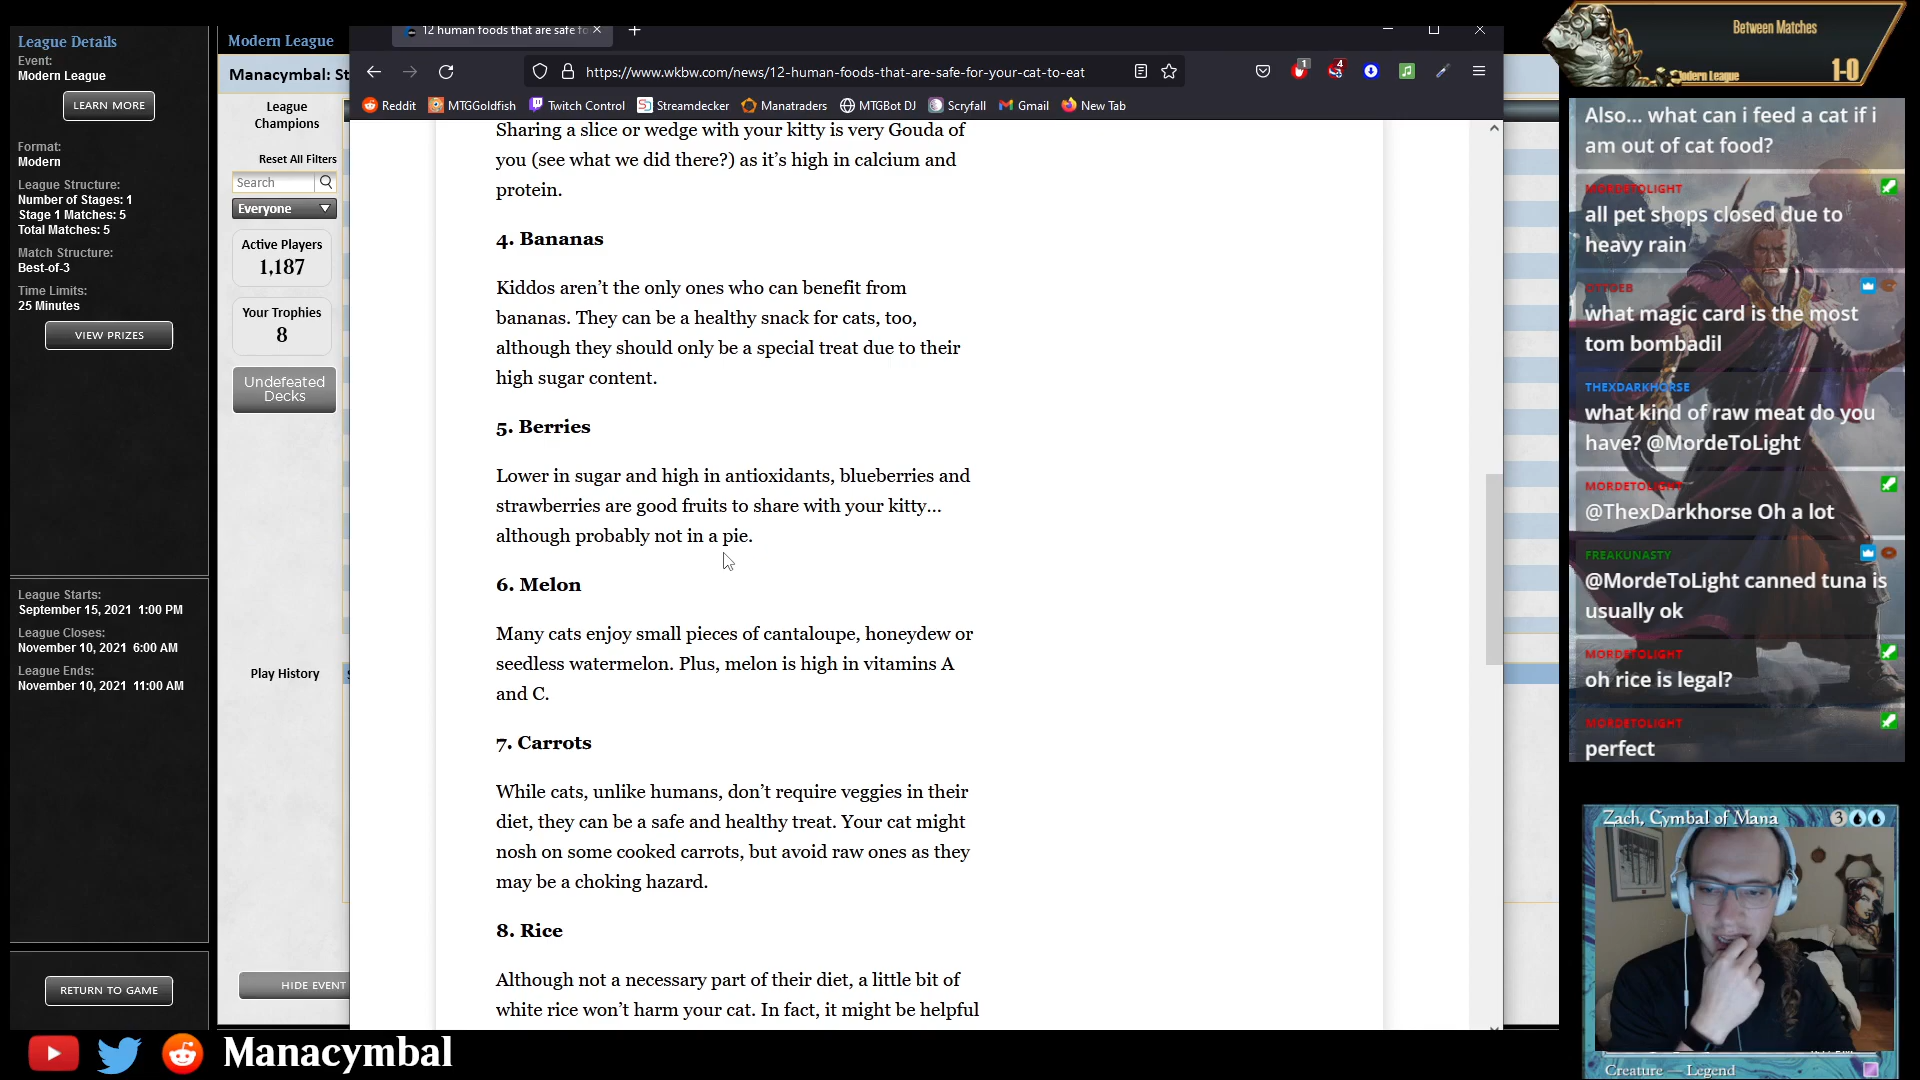 League Details
Event:
Modern League
LEARN MORE
Format:
Modern
League Structure:
Number of Stages: 1
Stage 1 Matches: 5
Total Matches: 5
Match Structure:
Best-of-3
Time Limits:
25 Minutes
VIEW PRIZES
League Starts:
September 15, 2021 1:00 PM
League Closes:
November 10, 2021 6:00 AM
League Ends:
November 10, 2021 11:00 AM
RETURN TO GAME
Modern League
Manacymbal: St
League
Champions
Reset All Filters
Search
Everyone
Active Players
1,187
Your Trophies
8
Undefeated
Decks
Play History
HIDE EVENT
12 human foods that are safe fo
https://www.wkbw.com/news/12-human-foods-that-are-safe-for-your-cat-to-eat
1
4
Reddit
MTGGoldfish
Twitch Control
Streamdecker
Manatraders
MTGBot DJ
Scryfall
Gmail
New Tab
Sharing a slice or wedge with your kitty is very Gouda of
you (see what we did there?) as it's high in calcium and
protein.
4. Bananas
Kiddos aren't the only ones who can benefit from
bananas. They can be a healthy snack for cats, too,
although they should only be a special treat due to their
high sugar content.
5. Berries
Lower in sugar and high in antioxidants, blueberries and
strawberries are good fruits to share with your kitty...
although probably not in a pie.
6. Melon
Many cats enjoy small pieces of cantaloupe, honeydew or
seedless watermelon. Plus, melon is high in vitamins A
and C.
7. Carrots
While cats, unlike humans, don't require veggies in their
diet, they can be a safe and healthy treat. Your cat might
nosh on some cooked carrots, but avoid raw ones as they
may be a choking hazard.
8. Rice
Although not a necessary part of their diet, a little bit of
white rice won't harm your cat. In fact, it might be helpful
Between Matches
Modern League
1-0
Also... what can i feed a cat if i
am out of cat food?
MORDETOLIGHT
all pet shops closed due to
heavy rain
what magic card is the most
tom bombadil
THEXDARKHORSE
what kind of raw meat do you
have? @MordeToLight
MORDETOLIGHT
@ThexDarkhorse Oh a lot
FREAKUNASTY
@MordeToLight canned tuna is
usually ok
MORDETOLIGHT
oh rice is legal?
MORDETOLIGHT
perfect
Zach, Cymbal of Mana
3
Creature — Legend
Manacymbal